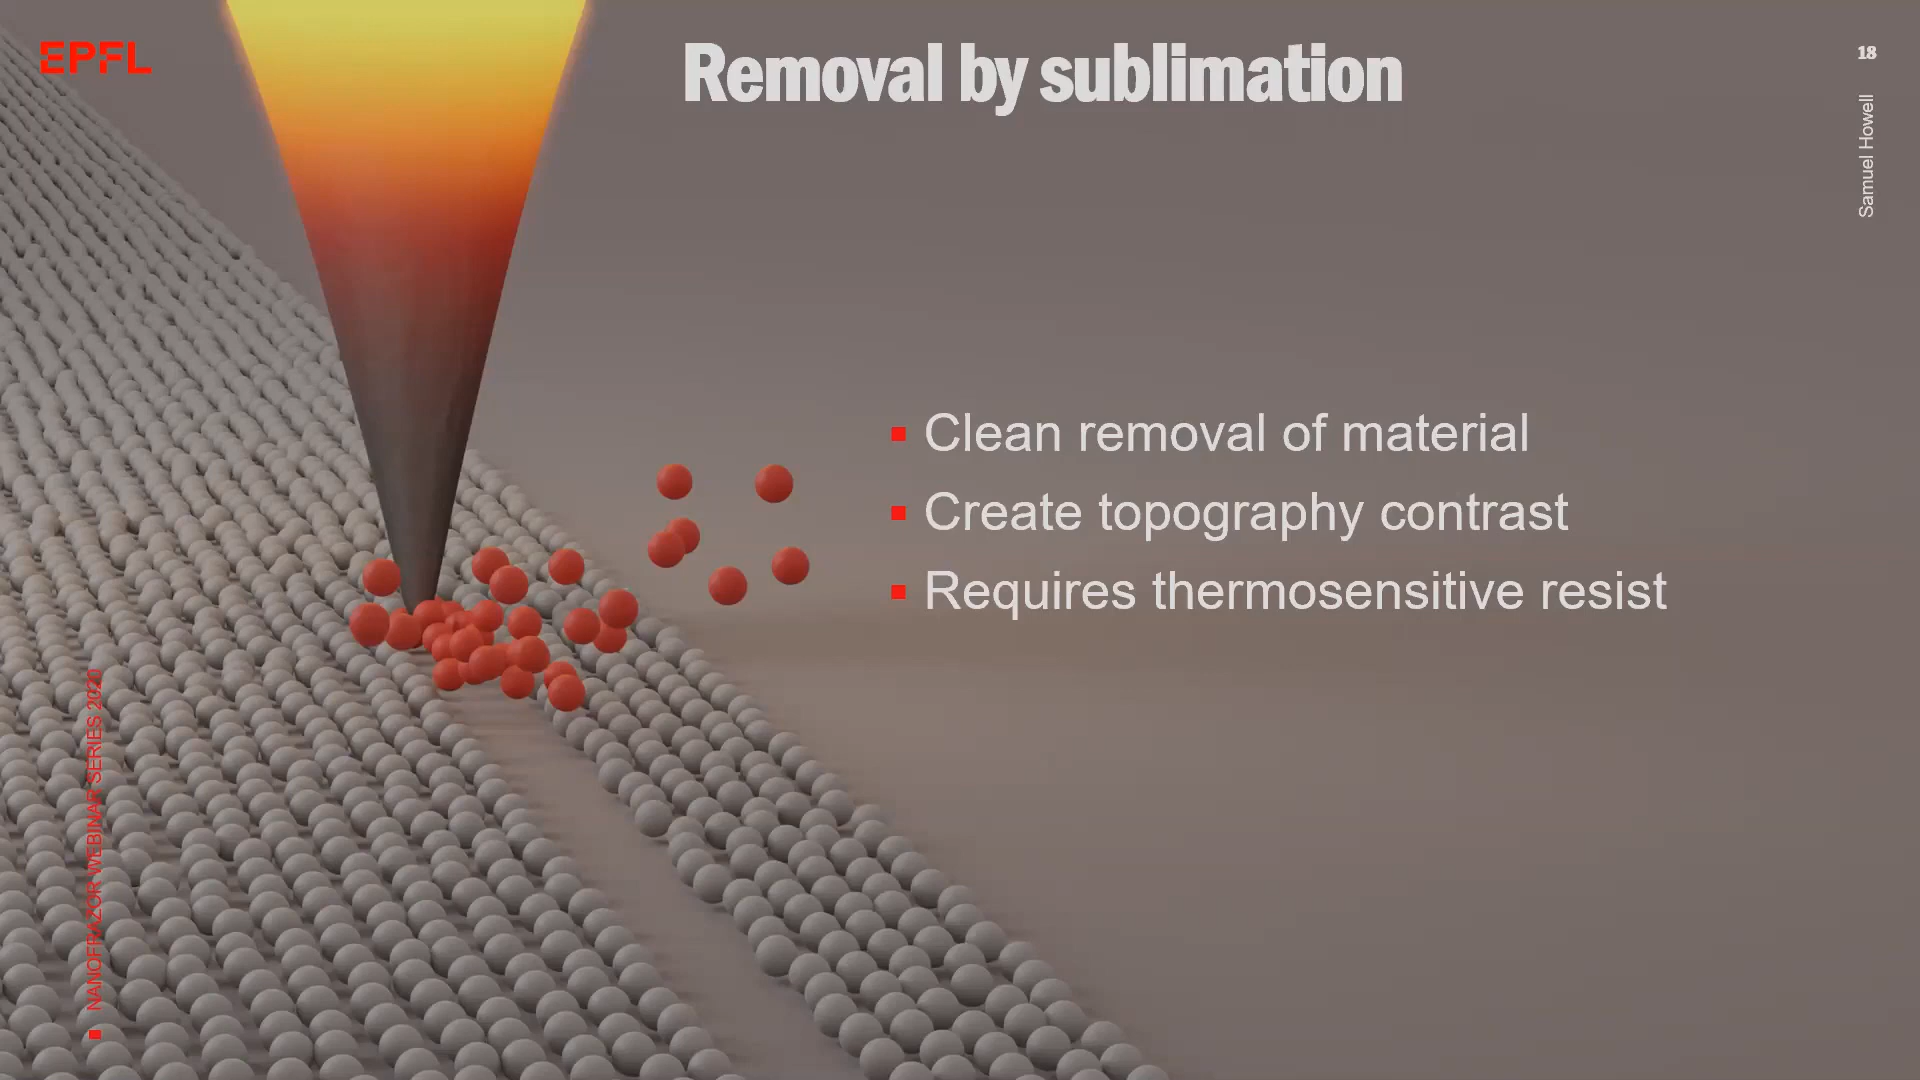 EPFL
Removal by sublimation
18
Samuel Howell
▪ Clean removal of material
▪ Create topography contrast
▪ Requires thermosensitive resist
▪ NANOFRAZOR WEBINAR SERIES 2020